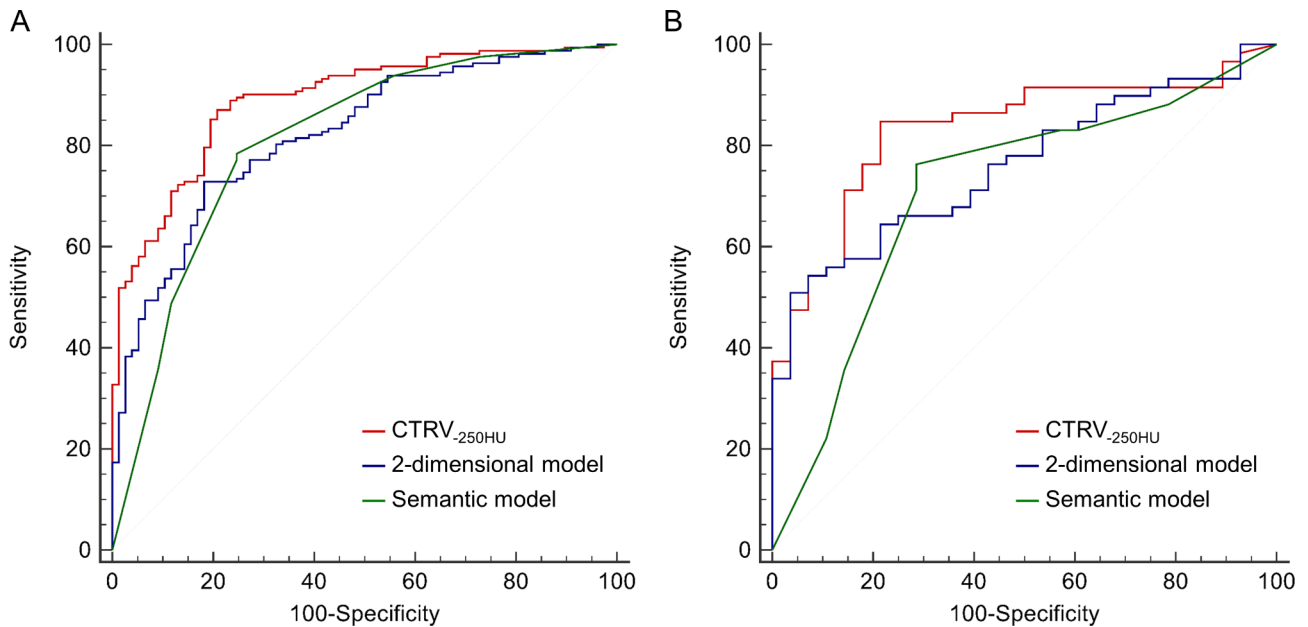 A
Sensitivity
100
80
60
40
20
0
0 20 40 60 80 100
100-Specificity
CTRV-250HU
2-dimensional model
Semantic model
B
Sensitivity
100
80
60
40
20
0
0 20 40 60 80 100
100-Specificity
CTRV-250HU
2-dimensional model
Semantic model